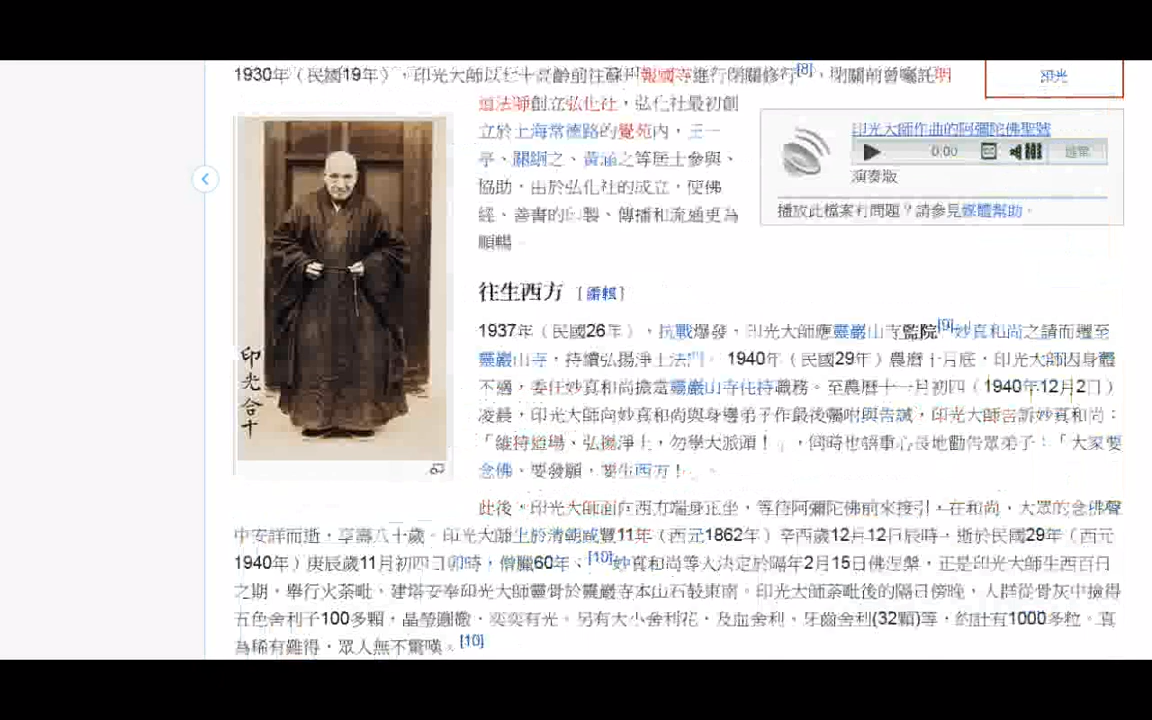 1930年（民國19年），印光大師以七十高齡前往蘇州報國寺進行閉關修行[8]，閉關前曾囑託明
道法師創立弘化社，弘化社最初創
立於上海常德路的覺苑內，王一
亭、關絅之、黃涵之等居士參與、
協助，由於弘化社的成立，使佛
經、善書的印製、傳播和流通更為
順暢。
印光
印光大師作曲的阿彌陀佛聖號
0:00
演奏版
播放此檔案有問題？請參見媒體幫助。
印光合十
往生西方 [編輯]
1937年（民國26年），抗戰爆發，印光大師應靈巖山寺監院[9]妙真和尚之請而遷至
靈巖山寺，持續弘揚淨土法門。1940年（民國29年）農曆十月底，印光大師因身體
不適，委任妙真和尚擔當靈巖山寺住持職務。至農曆十一月初四（1940年12月2日）
凌晨，印光大師向妙真和尚與身邊弟子作最後囑咐與告誡，印光大師告訴妙真和尚：
「維持道場、弘揚淨土，勿學大派頭！」，同時也語重心長地勸告眾弟子：「大家要
念佛、要發願，要生西方！」。
此後，印光大師面向西方端身正坐，等待阿彌陀佛前來接引，在和尚、大眾的念佛聲
中安詳而逝，享壽八十歲。印光大師生於清朝咸豐11年（西元1862年）辛酉歲12月12日辰時，逝於民國29年（西元
1940年）庚辰歲11月初四日卯時，僧臘60年、[10]妙真和尚等人決定於隔年2月15日佛涅槃，正是印光大師生西百日
之期，舉行火荼毗，建塔安奉印光大師靈骨於靈巖寺本山石鼓東南。印光大師荼毗後的隔日傍晚，人群從骨灰中撿得
五色舍利子100多顆，晶瑩圓徹，奕奕有光。另有大小舍利花，及血舍利，牙齒舍利(32顆)等，約計有1000多粒。真
為稀有難得，眾人無不驚嘆。[10]